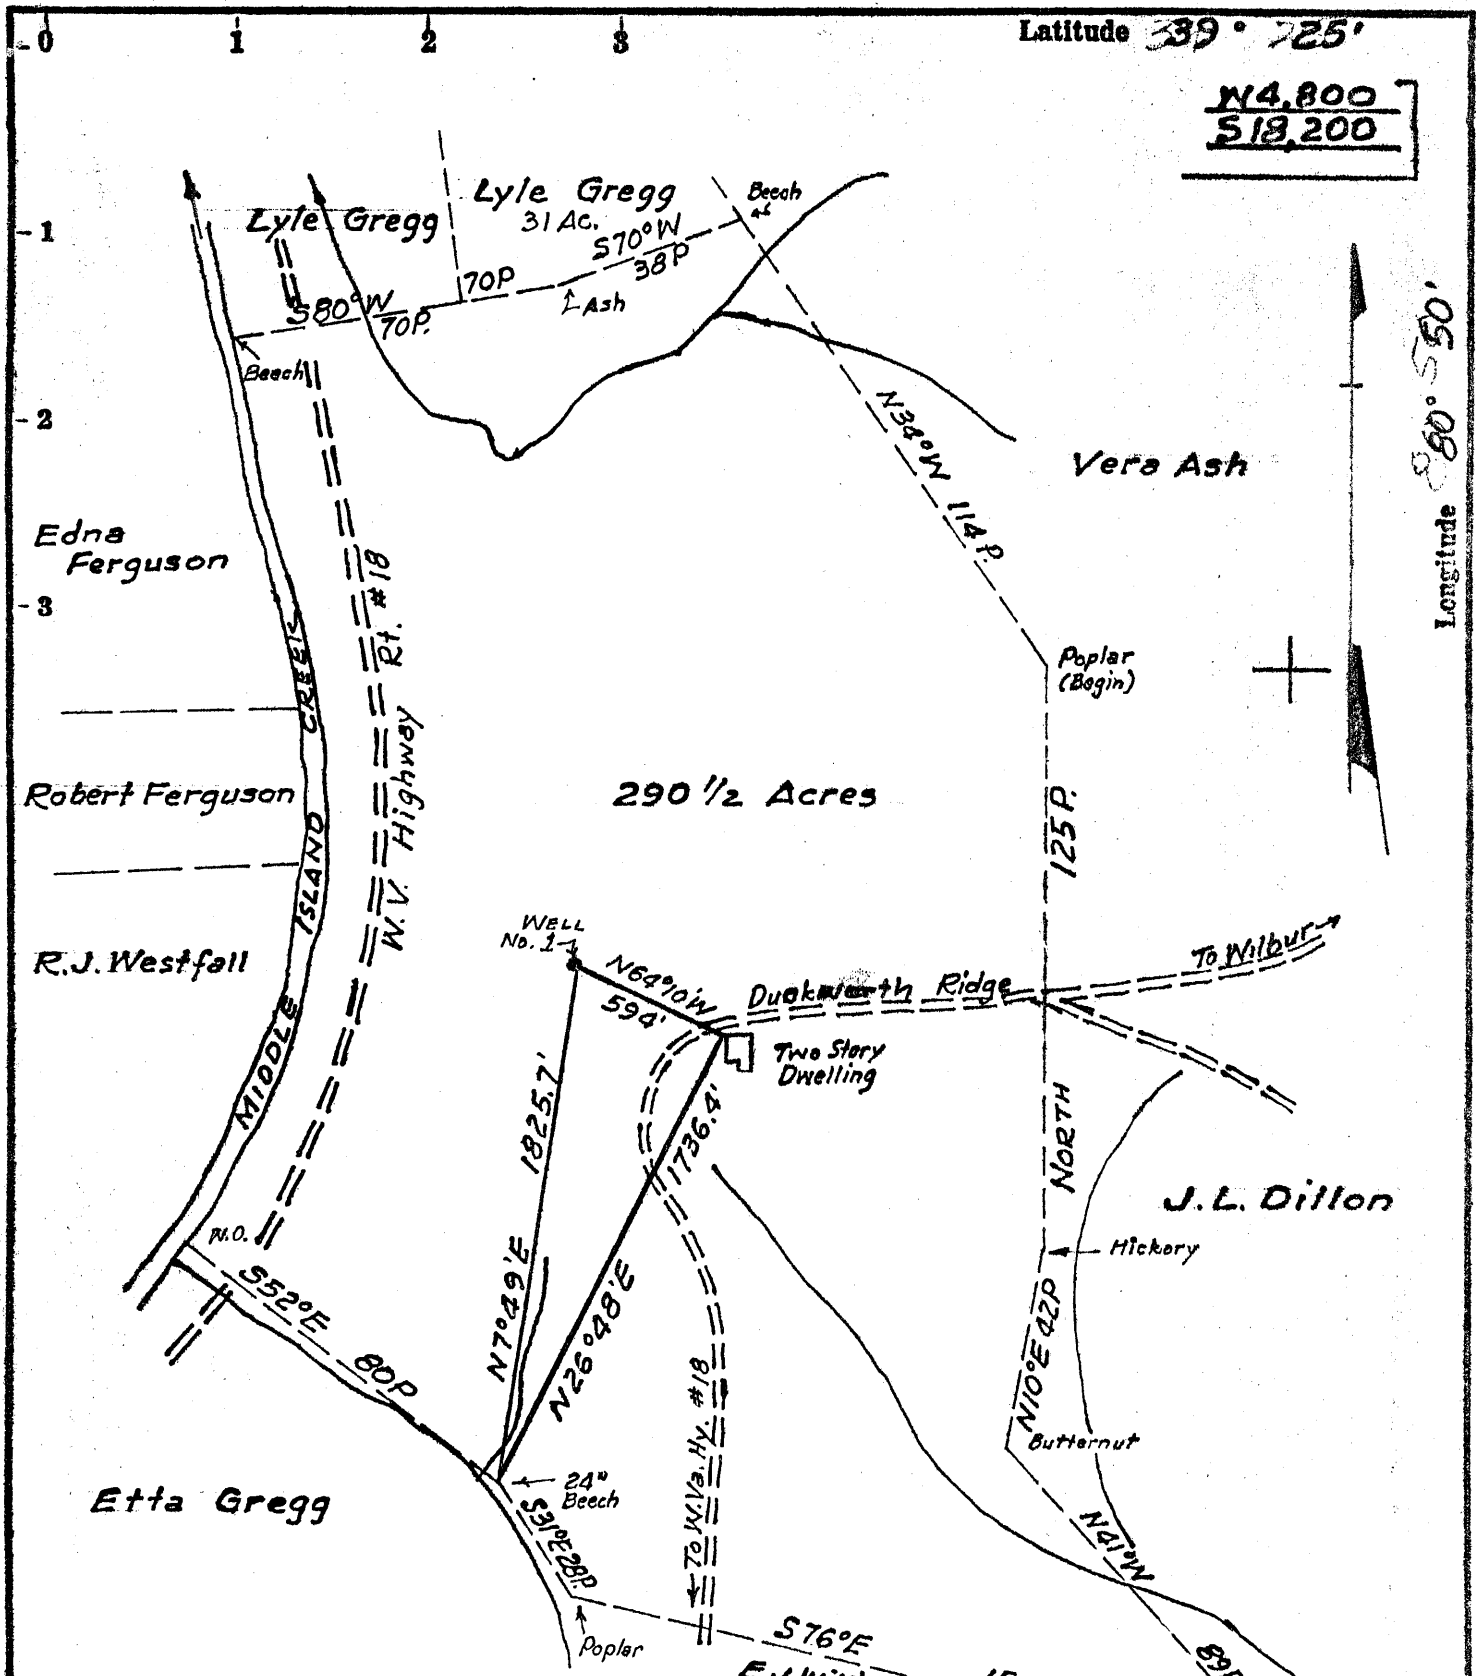 0 1 2 3
Latitude 39° 25'
W 4,800
S 18,200
Lyle Gregg
Lyle Gregg
31 Ac.
Beech
- 1
S70°W
38P
70P
Ash
S80°W
70P.
Beech
Longitude 80° 50'
- 2
N34°W 114P.
Vera Ash
Edna
Ferguson
- 3
W.V. Highway Rt. #18
MIDDLE ISLAND CREEK
Poplar
(Begin)
Robert Ferguson
290 1/2 Acres
125P.
R.J. Westfall
WELL
No. 1
N64°10'W
594'
Duckworth Ridge
To Wilbur
Two Story
Dwelling
1825.7'
1736.4'
NORTH
J.L. Dillon
W.O.
Hickory
S52°E
80P
N7°49'E
N26°48'E
N10°E 42P
To W.Va. Hy. #18
Butternut
Etta Gregg
24"
Beech
S31°E 28P.
N41°W
Poplar
S76°E